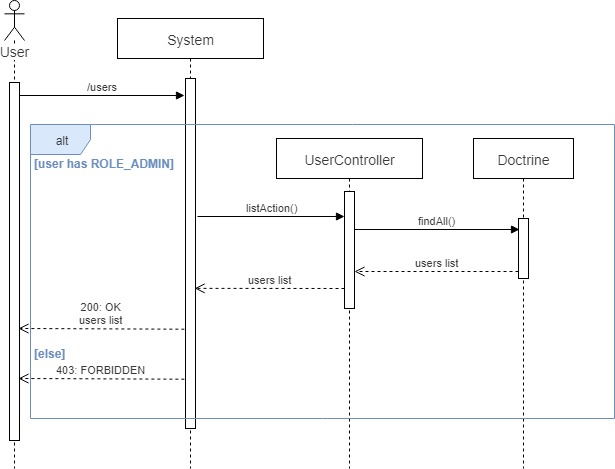 User
System
/users
alt
[user has ROLE_ADMIN]
UserController
Doctrine
listAction()
findAll()
users list
users list
200: OK
users list
[else]
403: FORBIDDEN